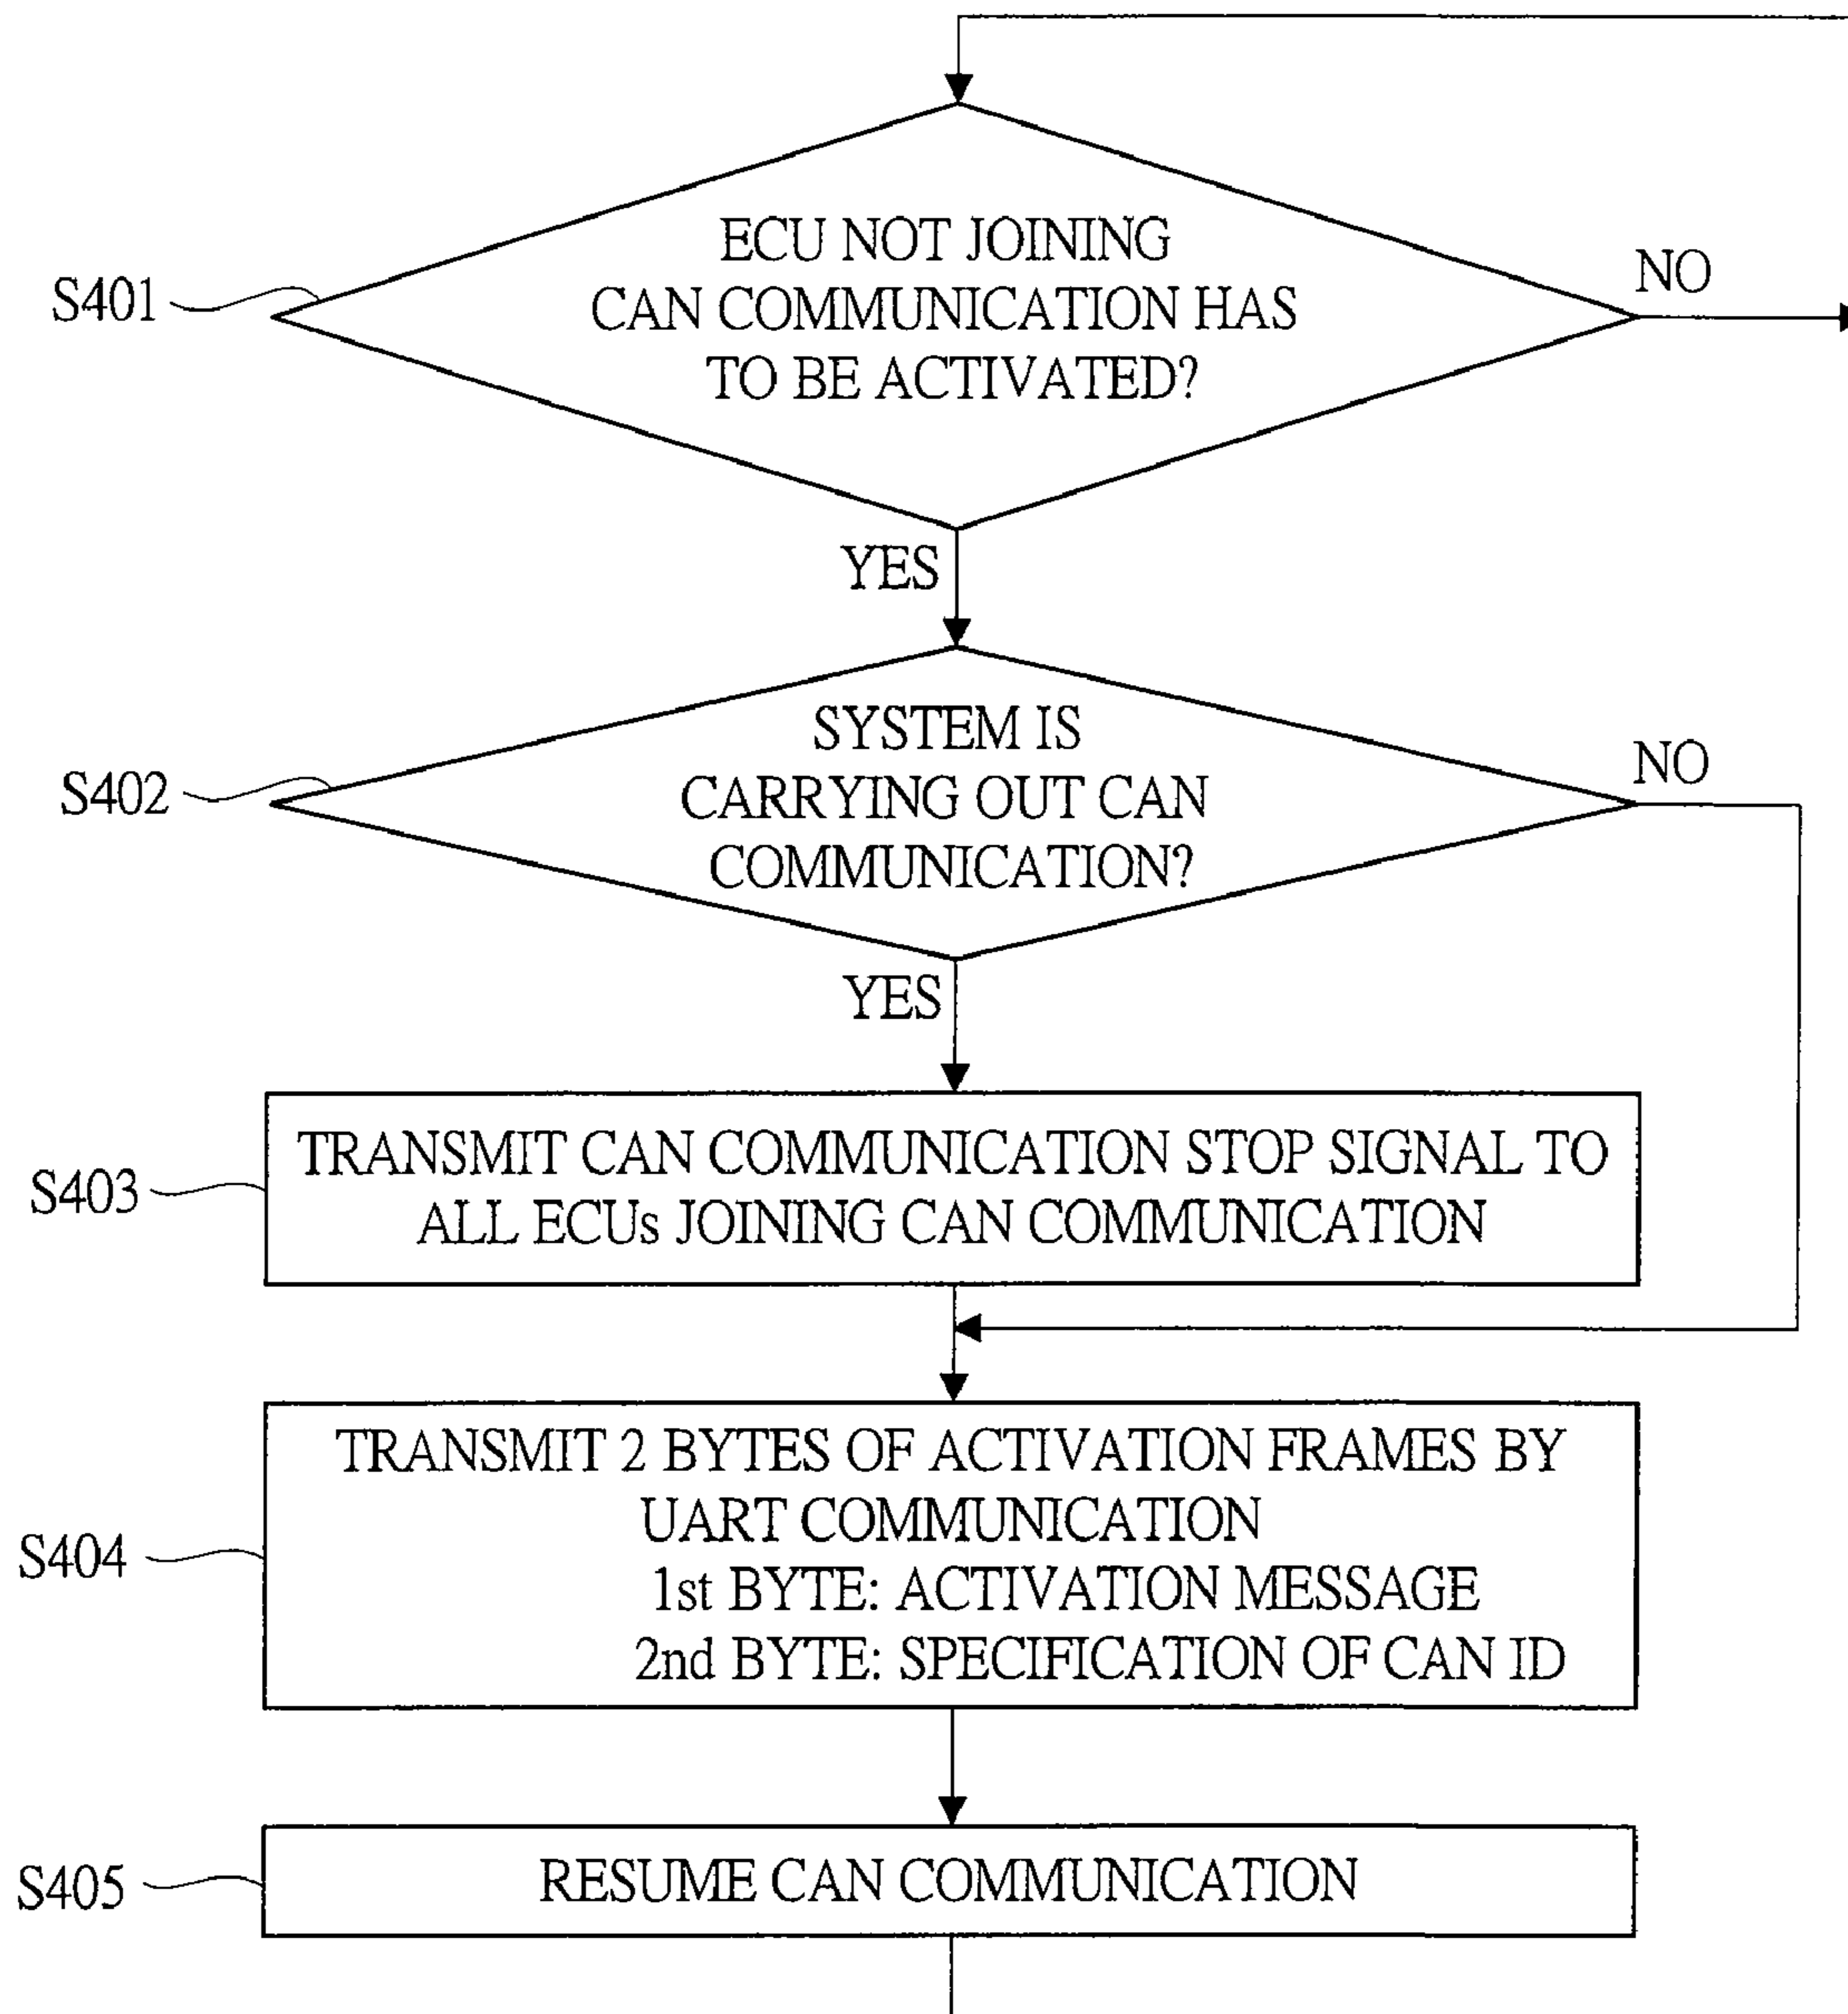 S401
ECU NOT JOINING
CAN COMMUNICATION HAS
TO BE ACTIVATED?
NO
YES
S402
SYSTEM IS
CARRYING OUT CAN
COMMUNICATION?
NO
YES
S403
TRANSMIT CAN COMMUNICATION STOP SIGNAL TO
ALL ECUs JOINING CAN COMMUNICATION
S404
TRANSMIT 2 BYTES OF ACTIVATION FRAMES BY
UART COMMUNICATION
1st BYTE: ACTIVATION MESSAGE
2nd BYTE: SPECIFICATION OF CAN ID
S405
RESUME CAN COMMUNICATION